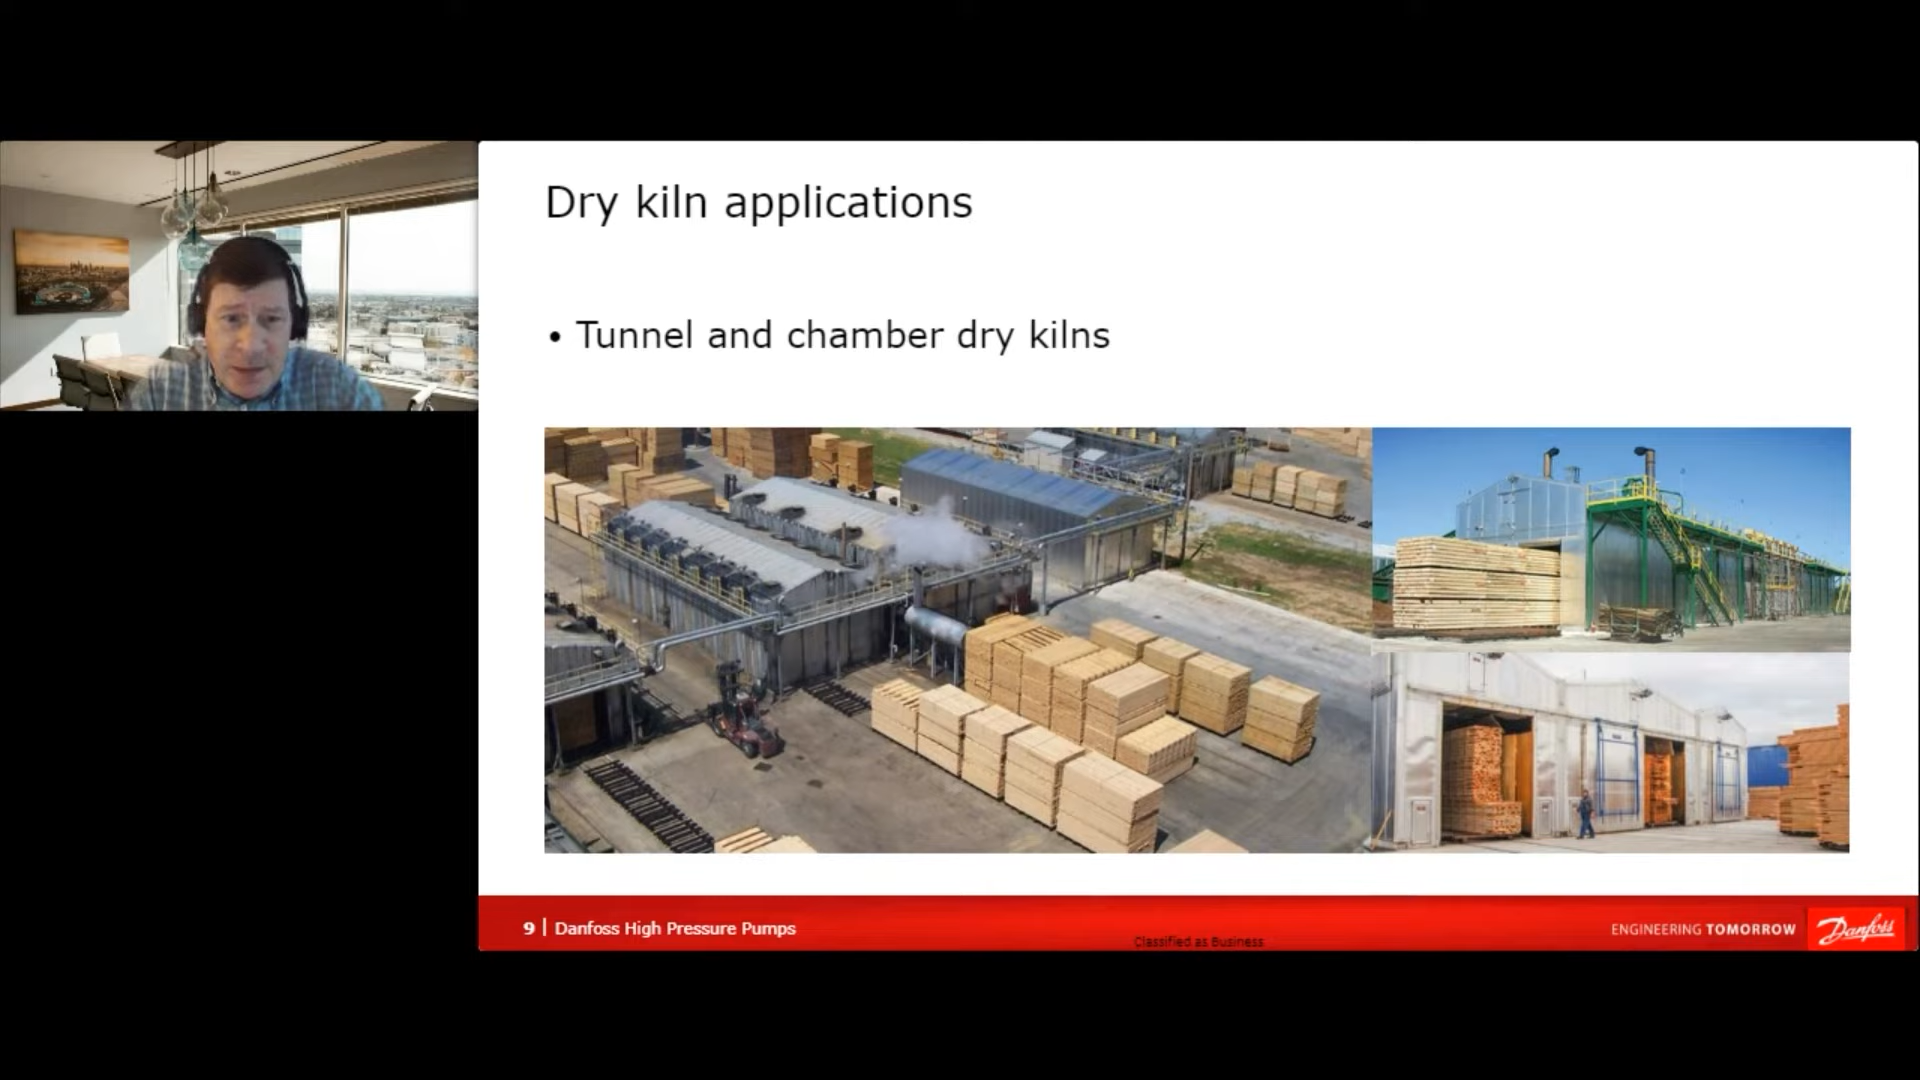 Dry kiln applications
• Tunnel and chamber dry kilns
9 | Danfoss High Pressure Pumps
Classified as Business
ENGINEERING TOMORROW
Danfoss